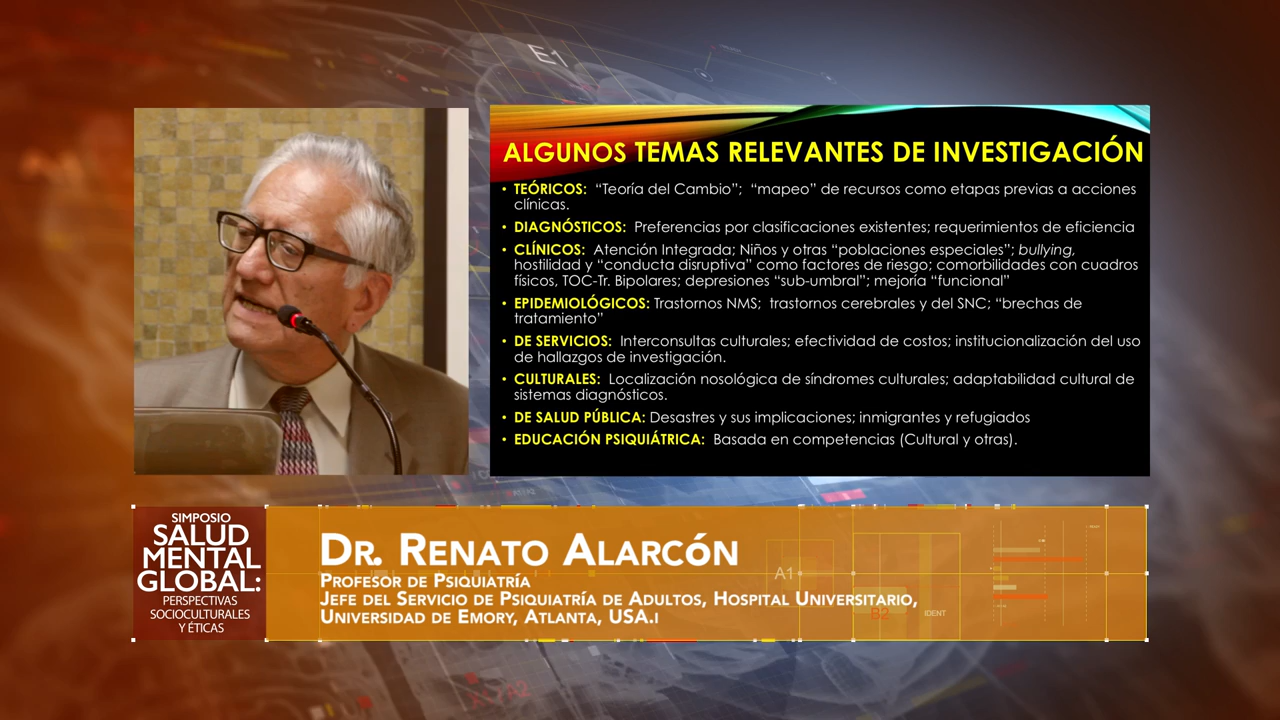 E1
ALGUNOS TEMAS RELEVANTES DE INVESTIGACIÓN
• TEÓRICOS: “Teoría del Cambio”; “mapeo” de recursos como etapas previas a acciones
clínicas.
• DIAGNÓSTICOS: Preferencias por clasificaciones existentes; requerimientos de eficiencia
• CLÍNICOS: Atención Integrada; Niños y otras “poblaciones especiales”; bullying,
hostilidad y “conducta disruptiva” como factores de riesgo; comorbilidades con cuadros
físicos, TOC-Tr. Bipolares; depresiones “sub-umbral”; mejoría “funcional”
• EPIDEMIOLÓGICOS: Trastornos NMS; trastornos cerebrales y del SNC; “brechas de
tratamiento”
• DE SERVICIOS: Interconsultas culturales; efectividad de costos; institucionalización del uso
de hallazgos de investigación.
• CULTURALES: Localización nosológica de síndromes culturales; adaptabilidad cultural de
sistemas diagnósticos.
• DE SALUD PÚBLICA: Desastres y sus implicaciones; inmigrantes y refugiados
• EDUCACIÓN PSIQUIÁTRICA: Basada en competencias (Cultural y otras).
SIMPOSIO
SALUD
MENTAL
GLOBAL:
PERSPECTIVAS
SOCIOCULTURALES
Y ÉTICAS
DR. RENATO ALARCÓN
PROFESOR DE PSIQUIATRÍA
JEFE DEL SERVICIO DE PSIQUIATRÍA DE ADULTOS, HOSPITAL UNIVERSITARIO,
UNIVERSIDAD DE EMORY, ATLANTA, USA.I
A1
B2
IDENT